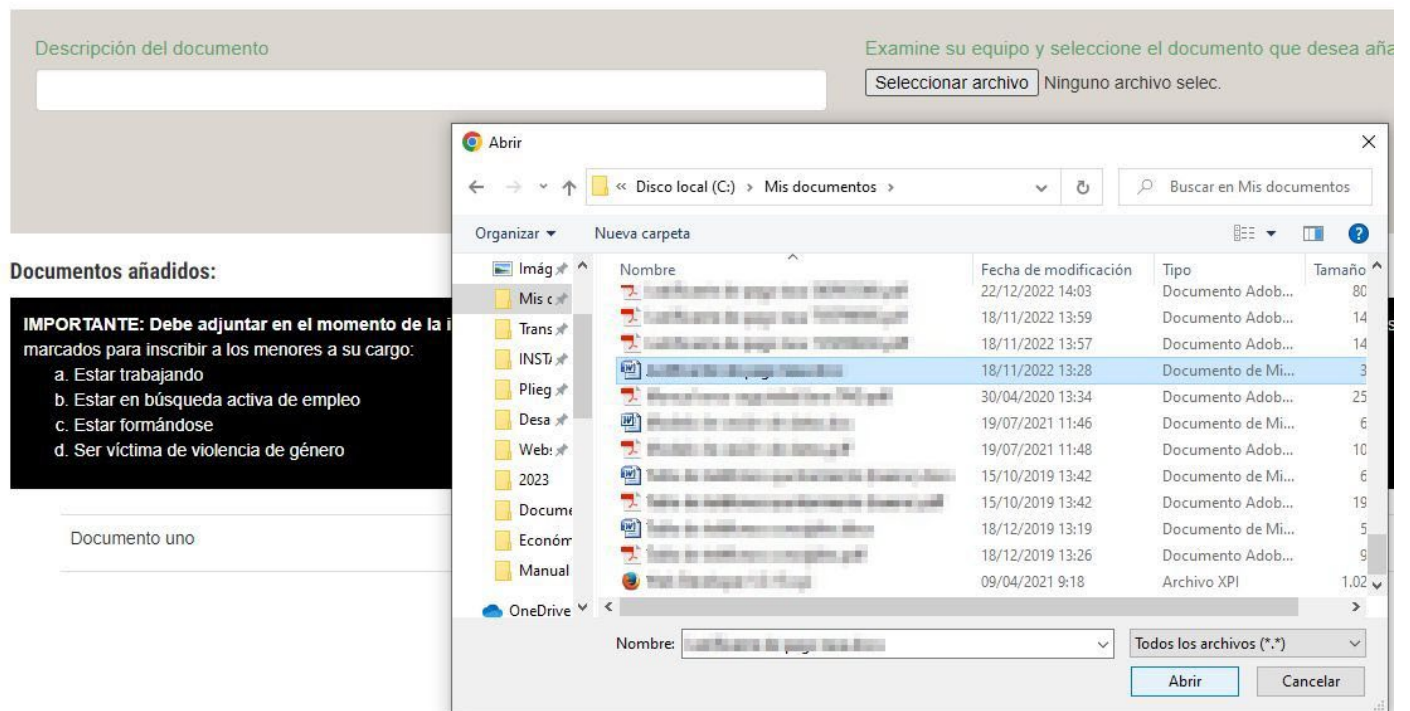 Descripción del documento
Examine su equipo y seleccione el documento que desea aña
Seleccionar archivo Ninguno archivo selec.
Abrir
« Disco local (C:) › Mis documentos ›
Buscar en Mis documentos
Organizar
Nueva carpeta
Documentos añadidos:
IMPORTANTE: Debe adjuntar en el momento de la i
marcados para inscribir a los menores a su cargo:
a. Estar trabajando
b. Estar en búsqueda activa de empleo
c. Estar formándose
d. Ser víctima de violencia de género
Documento uno
Imág
Mis c
Trans
INSTA
Plieg
Desa
Webs
2023
Docume
Económ
Manual
OneDrive
Nombre Fecha de modificación Tipo Tamaño
22/12/2022 14:03 Documento Adob... 80
18/11/2022 13:59 Documento Adob... 14
18/11/2022 13:57 Documento Adob... 14
18/11/2022 13:28 Documento de Mi... 3
30/04/2020 13:34 Documento Adob... 25
19/07/2021 11:46 Documento de Mi... 6
19/07/2021 11:48 Documento Adob... 10
15/10/2019 13:42 Documento de Mi... 6
15/10/2019 13:42 Documento Adob... 19
18/12/2019 13:19 Documento de Mi... 5
18/12/2019 13:26 Documento Adob... 9
09/04/2021 9:18 Archivo XPI 1.02
Nombre:
Todos los archivos (*.*)
Abrir
Cancelar